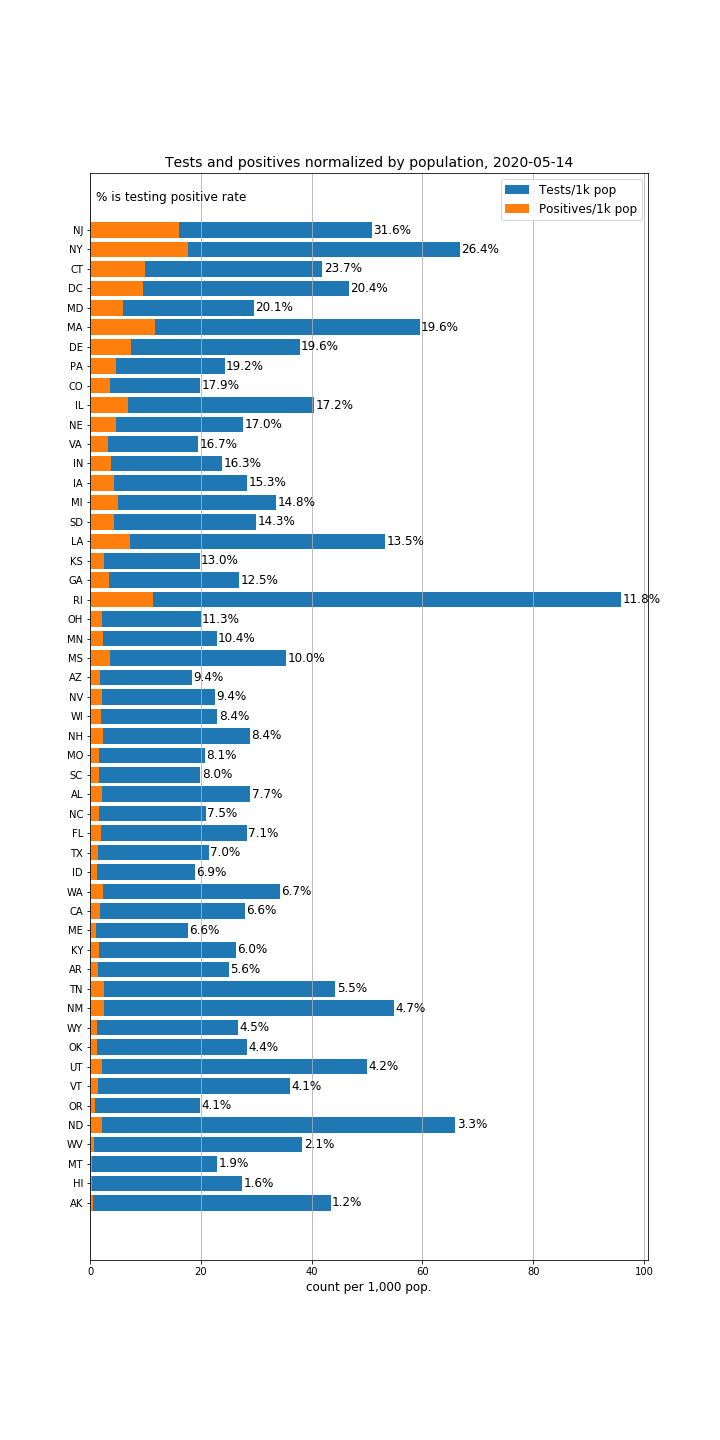 Tests and positives normalized by population, 2020-05-14
% is testing positive rate
Tests/1k pop
Positives/1k pop
NJ 31.6%
NY 26.4%
CT 23.7%
DC 20.4%
MD 20.1%
MA 19.6%
DE 19.6%
PA 19.2%
CO 17.9%
IL 17.2%
NE 17.0%
VA 16.7%
IN 16.3%
IA 15.3%
MI 14.8%
SD 14.3%
LA 13.5%
KS 13.0%
GA 12.5%
RI 11.8%
OH 11.3%
MN 10.4%
MS 10.0%
AZ 9.4%
NV 9.4%
WI 8.4%
NH 8.4%
MO 8.1%
SC 8.0%
AL 7.7%
NC 7.5%
FL 7.1%
TX 7.0%
ID 6.9%
WA 6.7%
CA 6.6%
ME 6.6%
KY 6.0%
AR 5.6%
TN 5.5%
NM 4.7%
WY 4.5%
OK 4.4%
UT 4.2%
VT 4.1%
OR 4.1%
ND 3.3%
WV 2.1%
MT 1.9%
HI 1.6%
AK 1.2%
0 20 40 60 80 100
count per 1,000 pop.